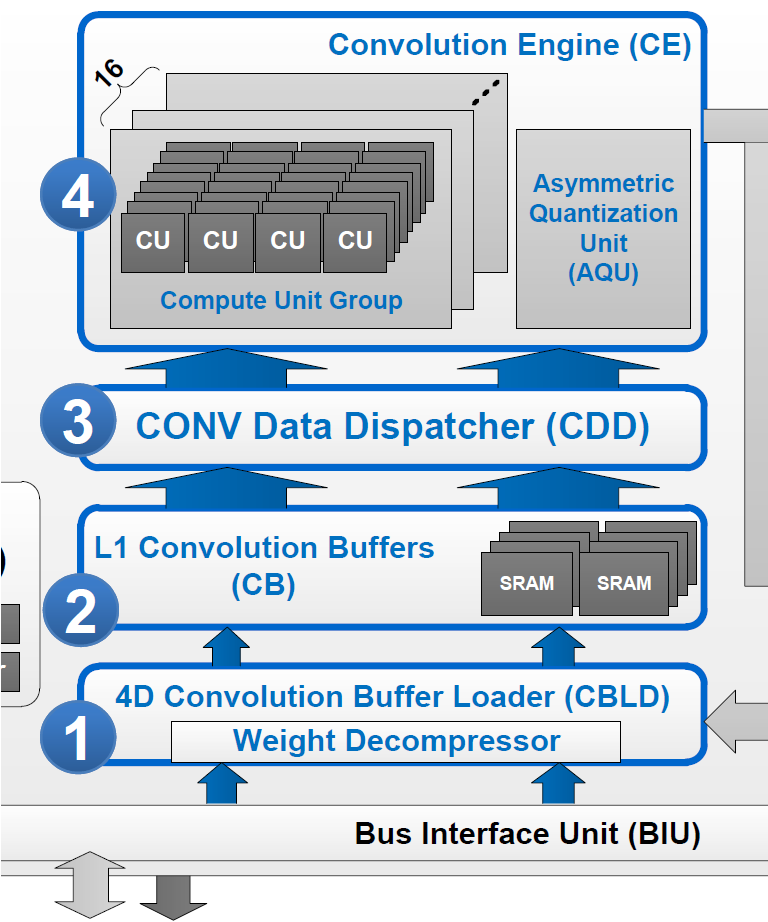 Convolution Engine (CE)
16
4
CU CU CU CU
Compute Unit Group
Asymmetric
Quantization
Unit
(AQU)
3
CONV Data Dispatcher (CDD)
)
2
L1 Convolution Buffers
(CB)
SRAM SRAM
r
1
4D Convolution Buffer Loader (CBLD)
Weight Decompressor
Bus Interface Unit (BIU)